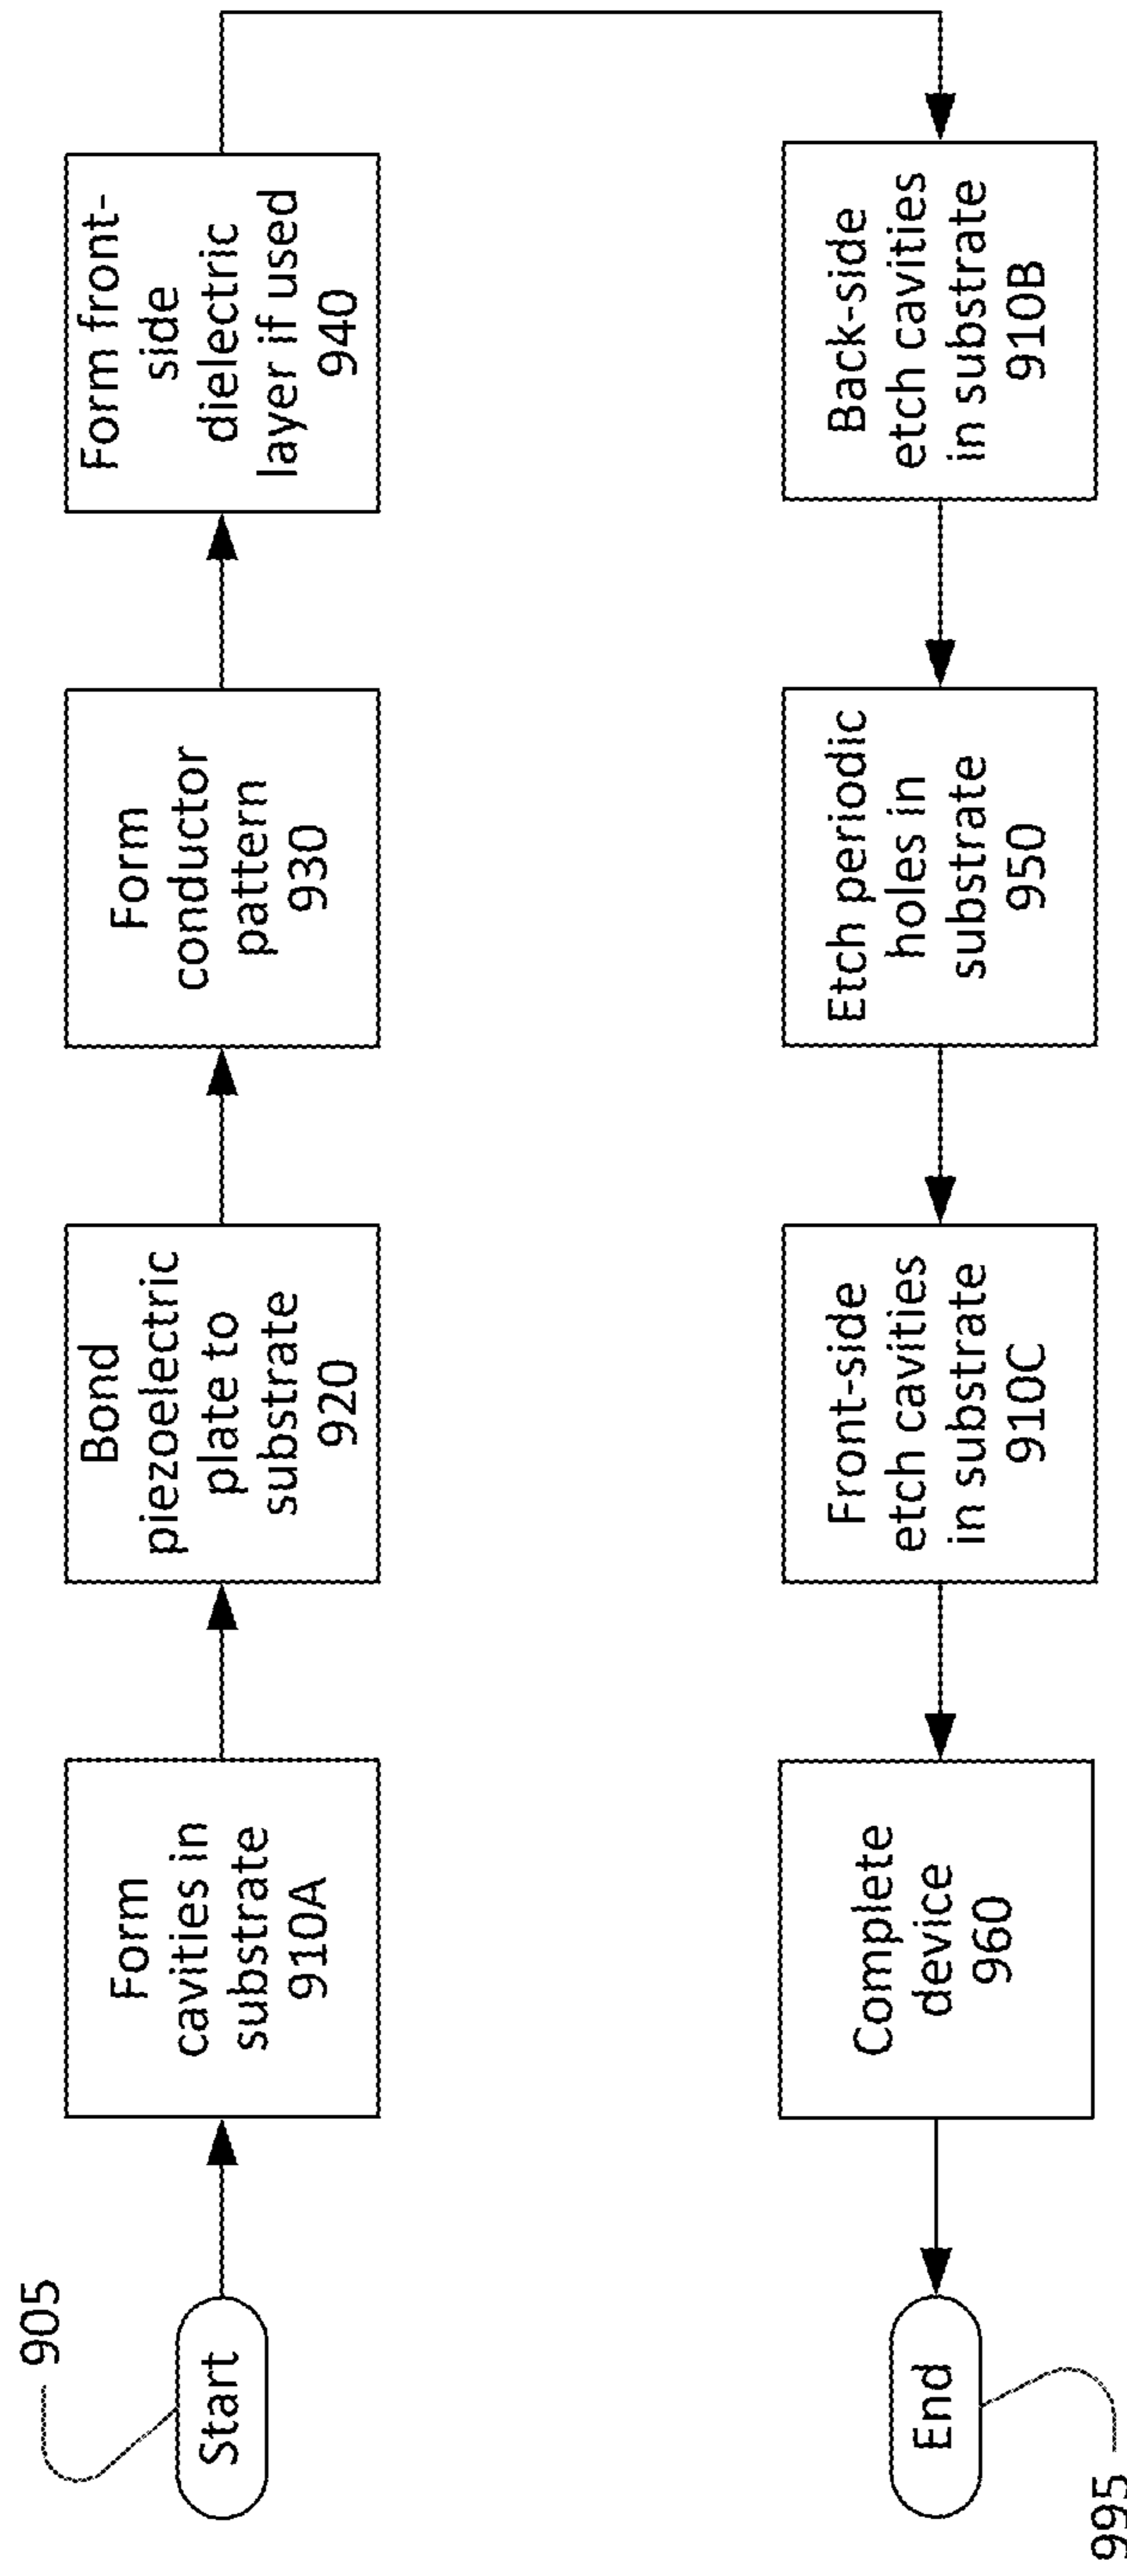 905
Start
Form
cavities in
substrate
910A
Bond
piezoelectric
plate to
substrate
920
Form
conductor
pattern
930
Form front-
side
dielectric
layer if used
940
Back-side
etch cavities
in substrate
910B
Etch periodic
holes in
substrate
950
Front-side
etch cavities
in substrate
910C
Complete
device
960
End
995